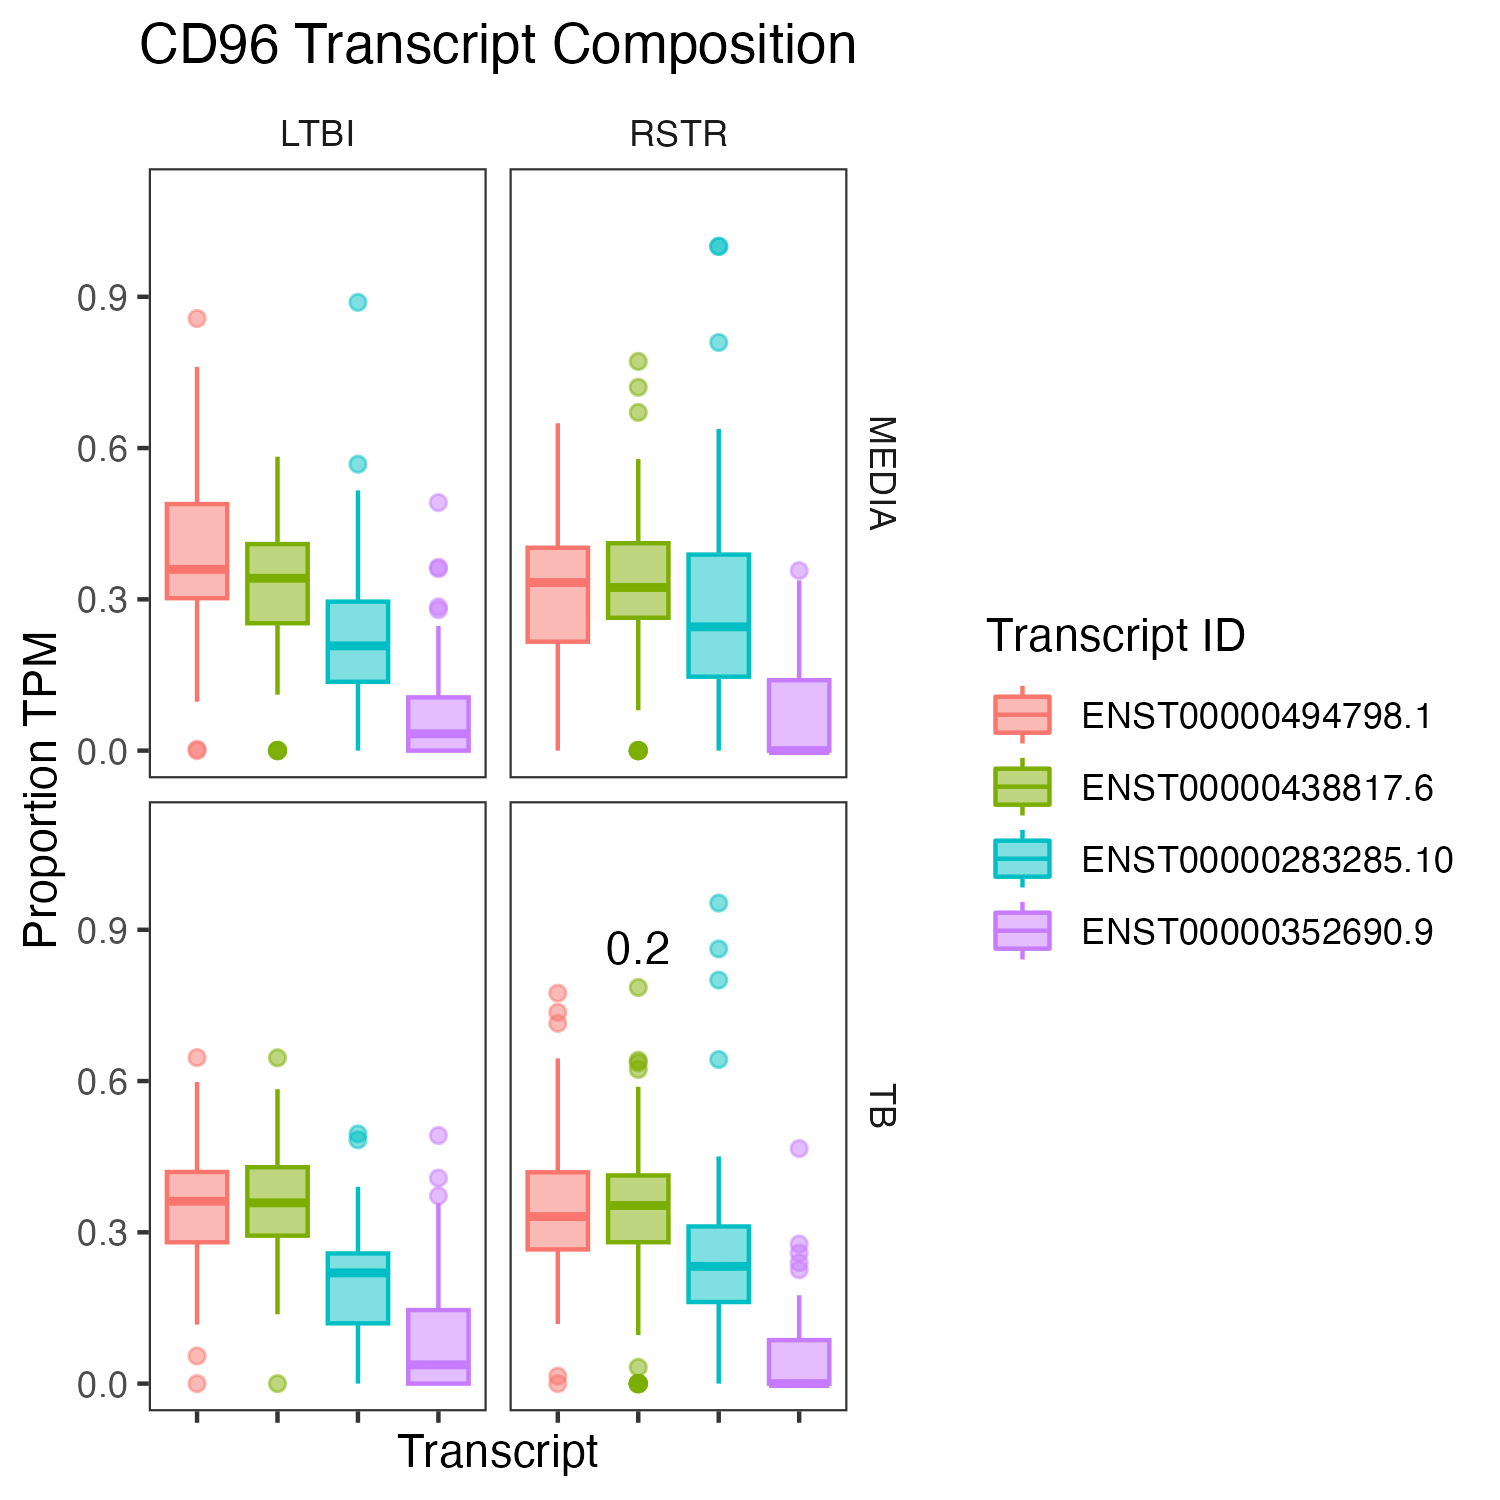 CD96 Transcript Composition
LTBI
RSTR
0.9
0.6
0.3
0.0
MEDIA
0.9
0.6
0.3
0.0
0.2
TB
Proportion TPM
Transcript
Transcript ID
ENST00000494798.1
ENST00000438817.6
ENST00000283285.10
ENST00000352690.9